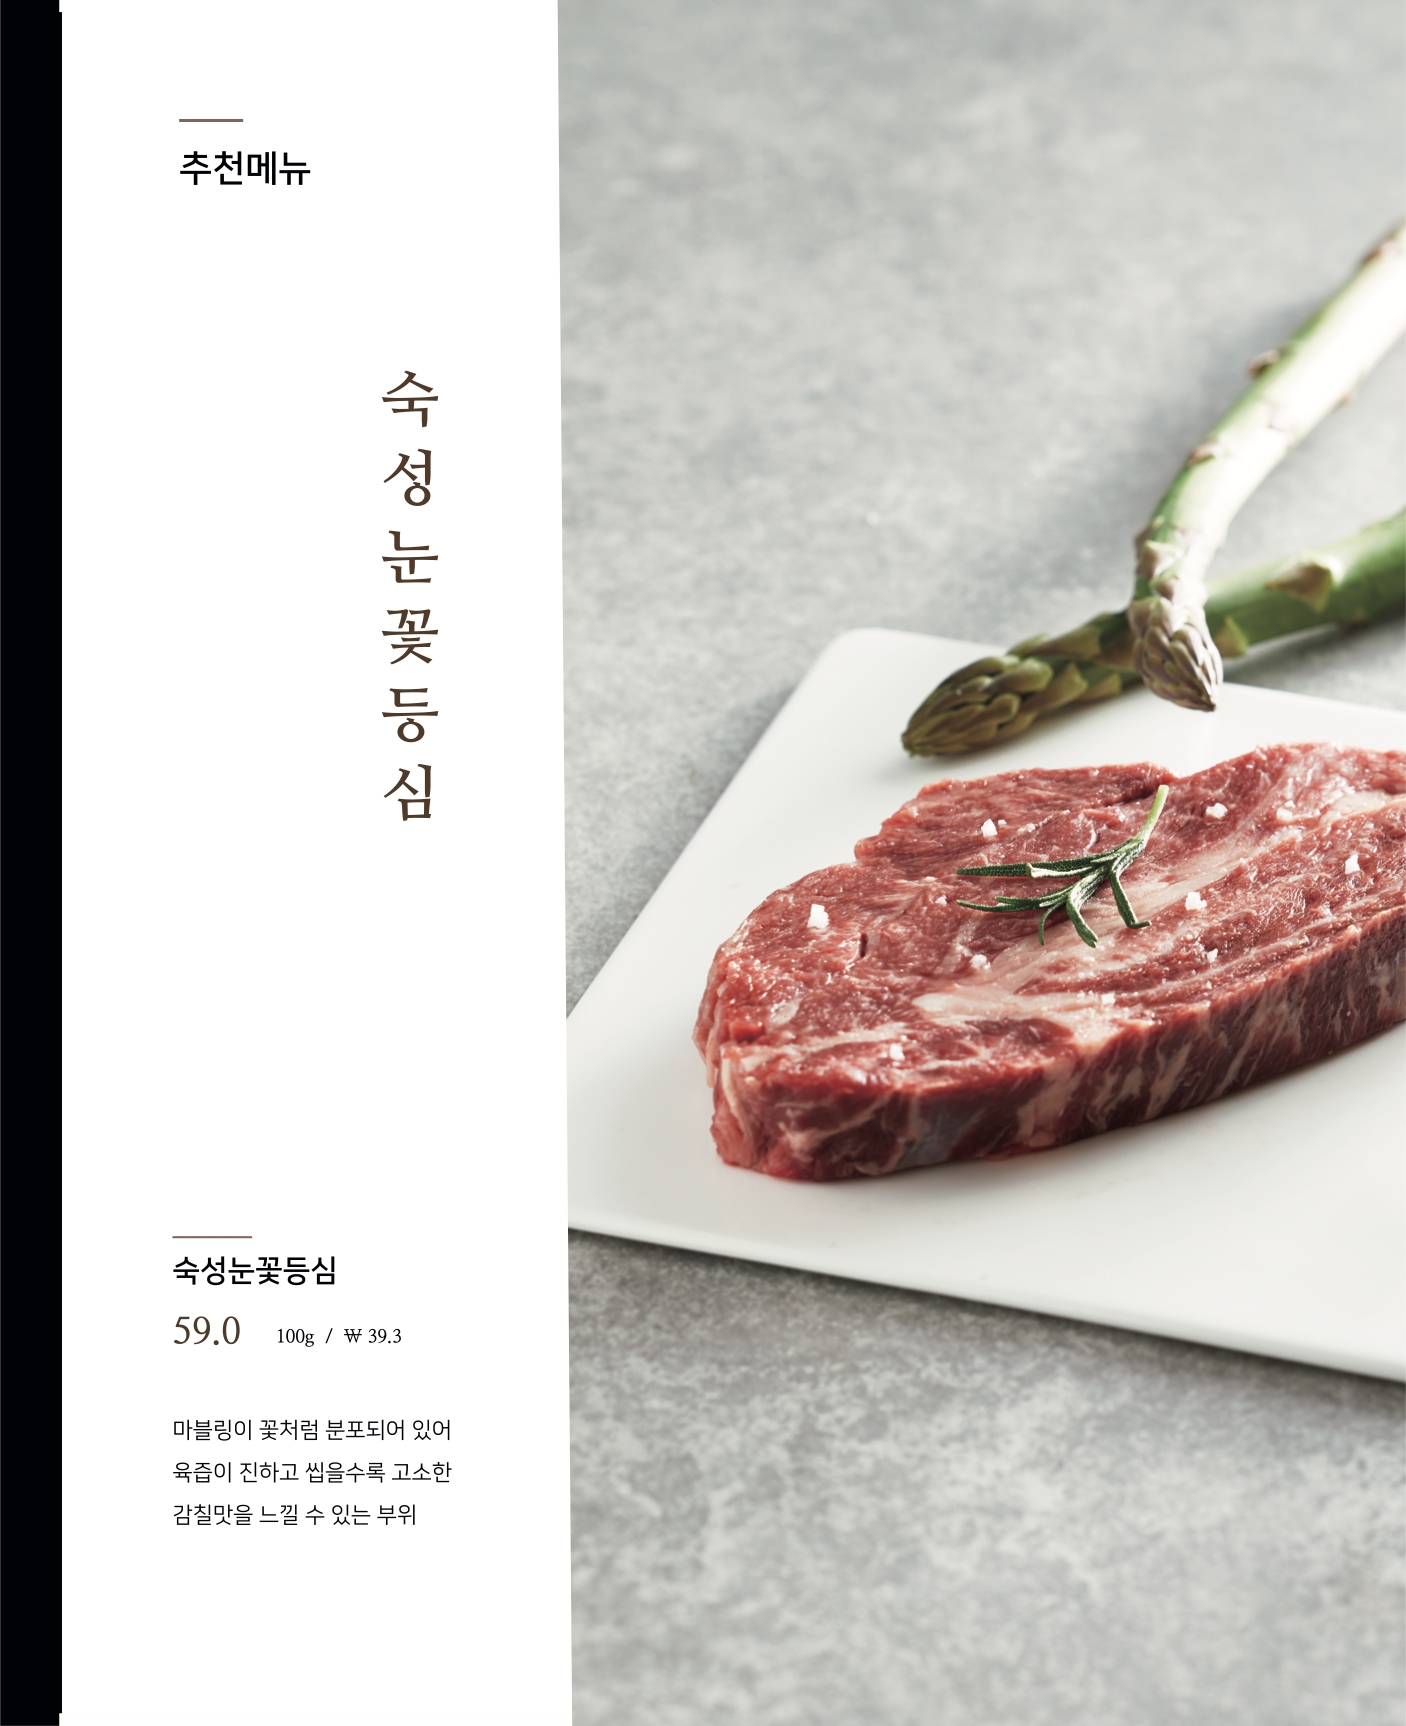 추천메뉴
숙성눈꽃등심
숙성눈꽃등심
59.0 100g / ₩ 39.3
마블링이 꽃처럼 분포되어 있어
육즙이 진하고 씹을수록 고소한
감칠맛을 느낄 수 있는 부위